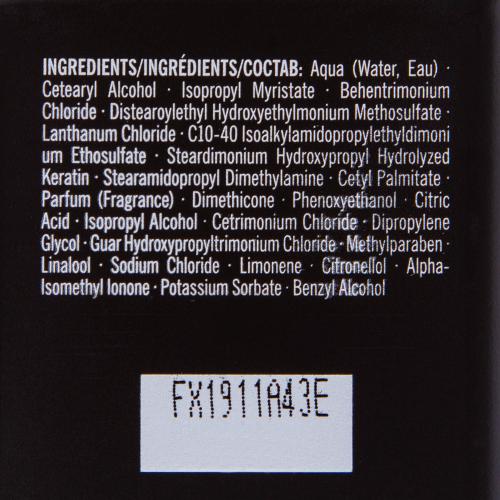 INGREDIENTS/INGRÉDIENTS/СОСТАВ: Aqua (Water, Eau) ·
Cetearyl Alcohol · Isopropyl Myristate · Behentrimonium
Chloride · Distearoylethyl Hydroxyethylmonium Methosulfate ·
Lanthanum Chloride · C10-40 Isoalkylamidopropylethyldimoni
um Ethosulfate · Steardimonium Hydroxypropyl Hydrolyzed
Keratin · Stearamidopropyl Dimethylamine · Cetyl Palmitate ·
Parfum (Fragrance) · Dimethicone · Phenoxyethanol · Citric
Acid · Isopropyl Alcohol · Cetrimonium Chloride · Dipropylene
Glycol · Guar Hydroxypropyltrimonium Chloride · Methylparaben ·
Linalool · Sodium Chloride · Limonene · Citronellol · Alpha-
Isomethyl Ionone · Potassium Sorbate · Benzyl Alcohol
FX1911A43E